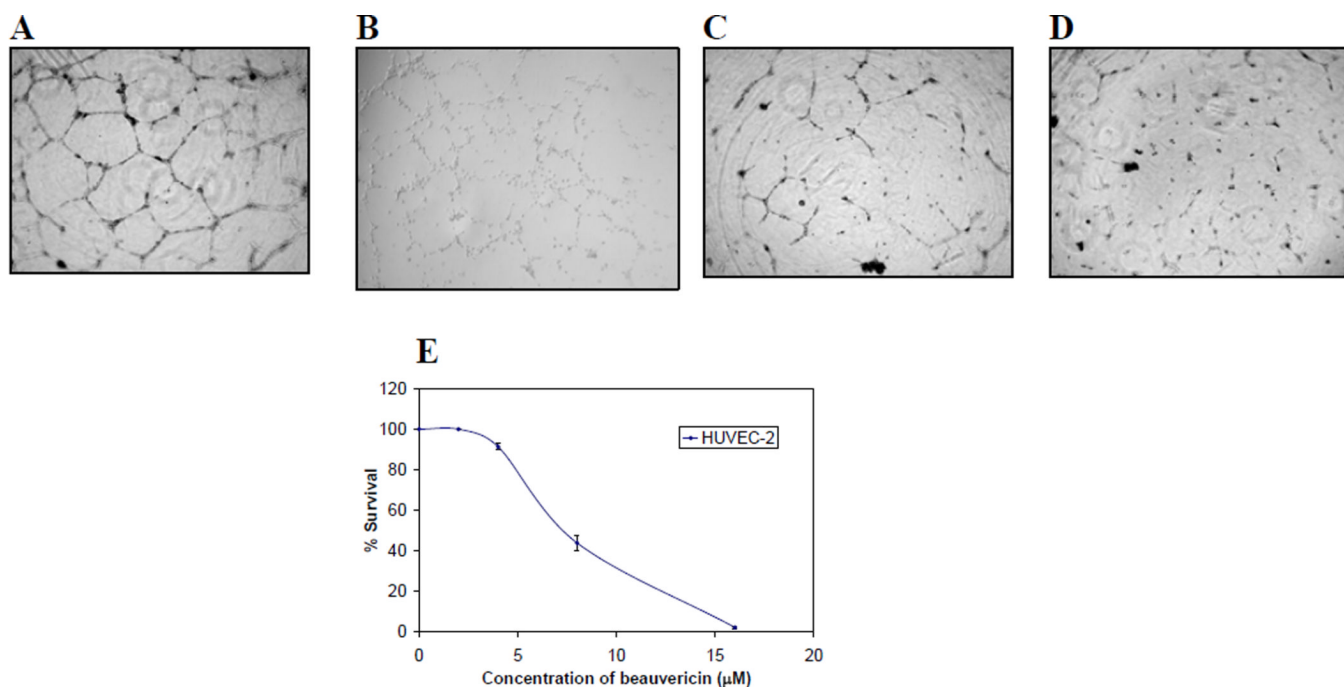 A
B
C
D
E
120
100
80
60
40
20
0
% Survival
HUVEC-2
0 5 10 15 20
Concentration of beauvericin (μM)